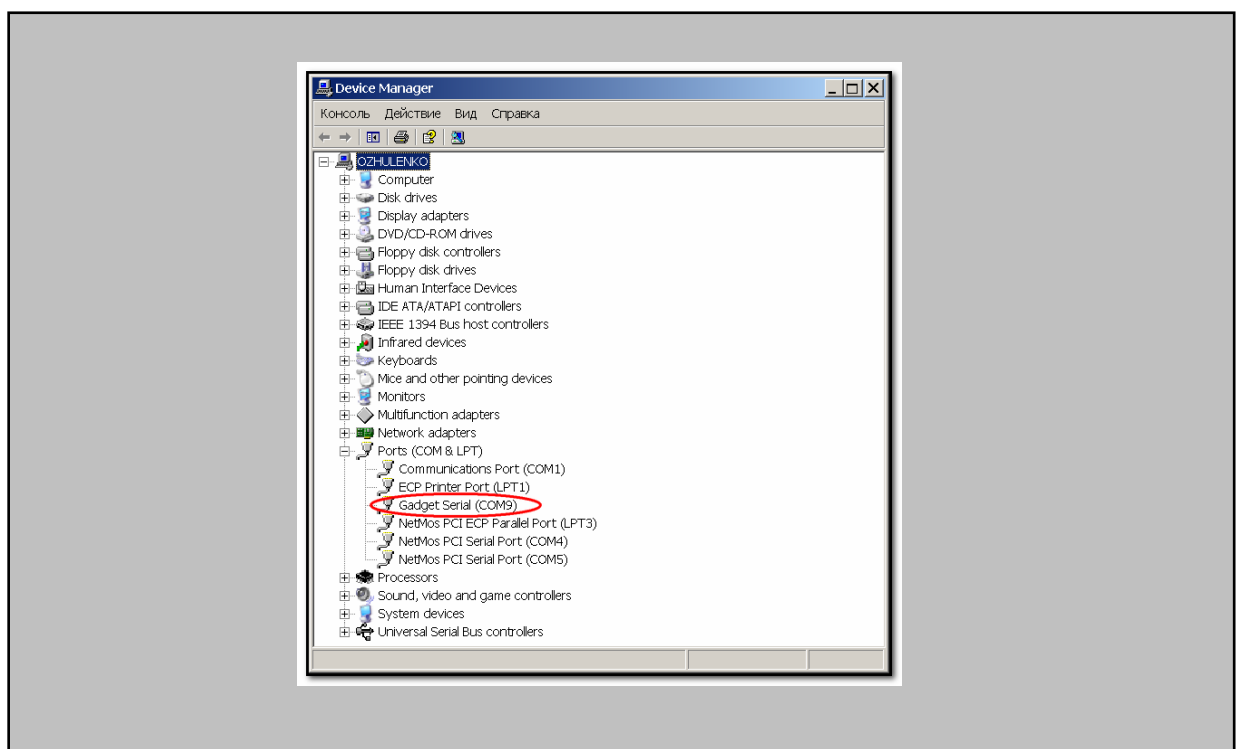 Device Manager
Консоль Действие Вид Справка
OZHULENKO
Computer
Disk drives
Display adapters
DVD/CD-ROM drives
Floppy disk controllers
Floppy disk drives
Human Interface Devices
IDE ATA/ATAPI controllers
IEEE 1394 Bus host controllers
Infrared devices
Keyboards
Mice and other pointing devices
Monitors
Multifunction adapters
Network adapters
Ports (COM & LPT)
Communications Port (COM1)
ECP Printer Port (LPT1)
Gadget Serial (COM9)
NetMos PCI ECP Parallel Port (LPT3)
NetMos PCI Serial Port (COM4)
NetMos PCI Serial Port (COM5)
Processors
Sound, video and game controllers
System devices
Universal Serial Bus controllers